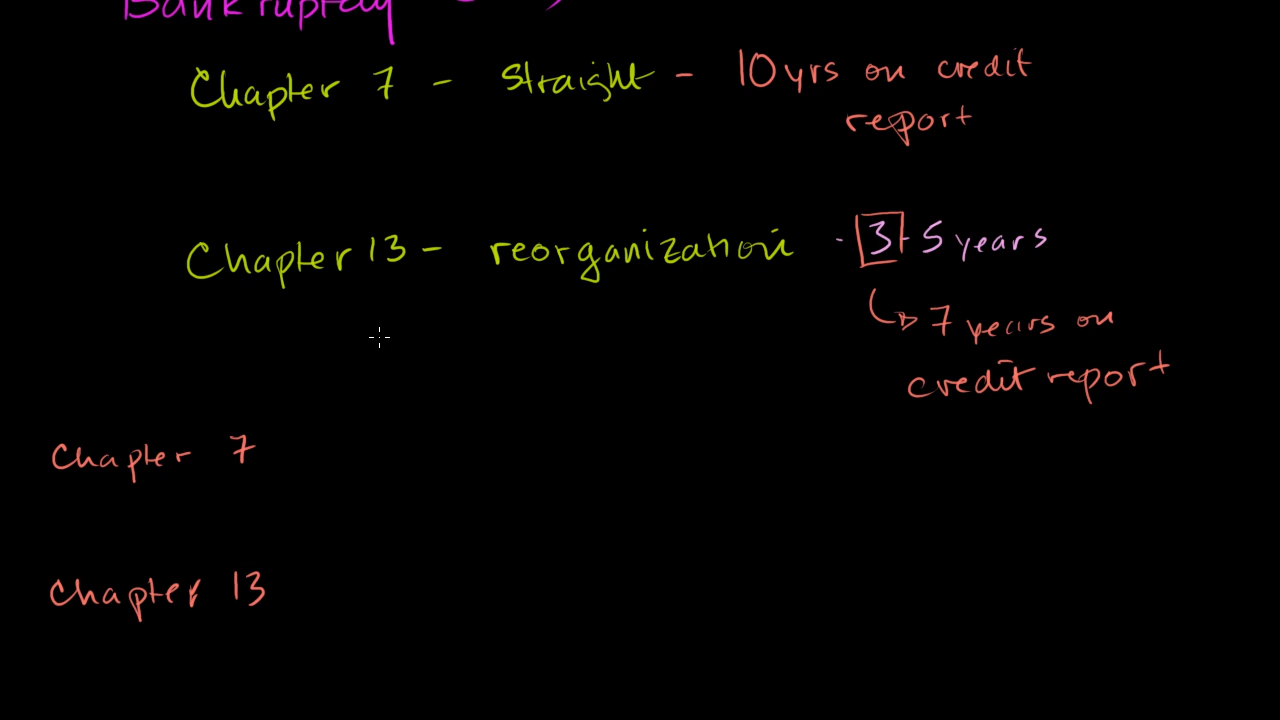 Bankruptcy
Chapter 7 - Straight - 10 yrs on credit
report
Chapter 13 - reorganization - 3-5 years
7 years on
credit report
Chapter 7
Chapter 13